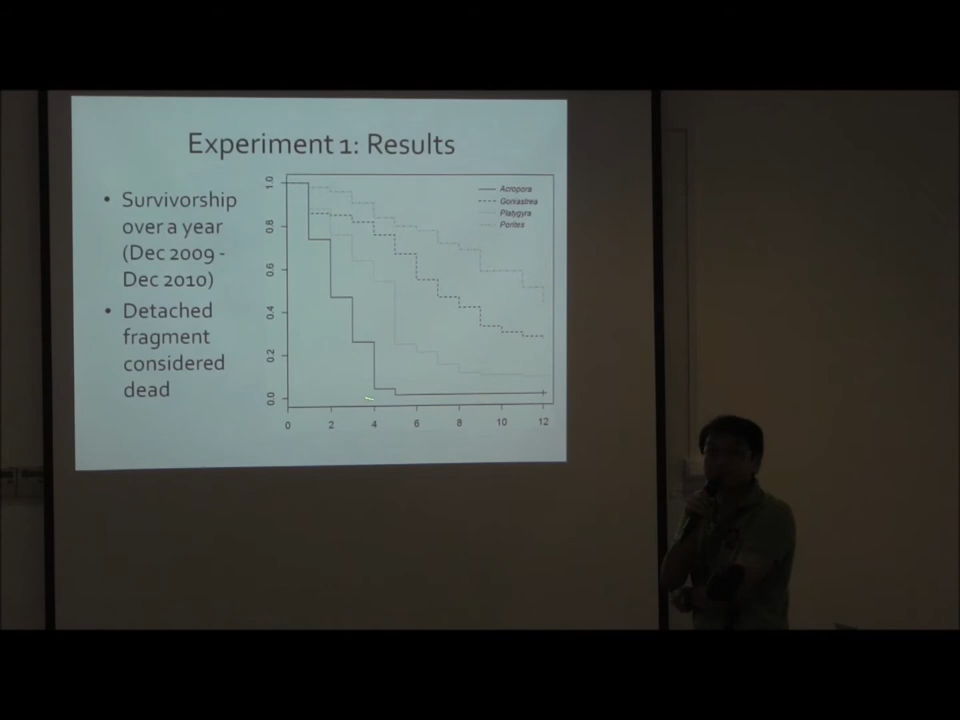 Experiment 1: Results
• Survivorship
over a year
(Dec 2009 -
Dec 2010)
• Detached
fragment
considered
dead
1.0
0.8
0.6
0.4
0.2
0.0
Acropora
Goniastrea
Platygyra
Porites
0 2 4 6 8 10 12